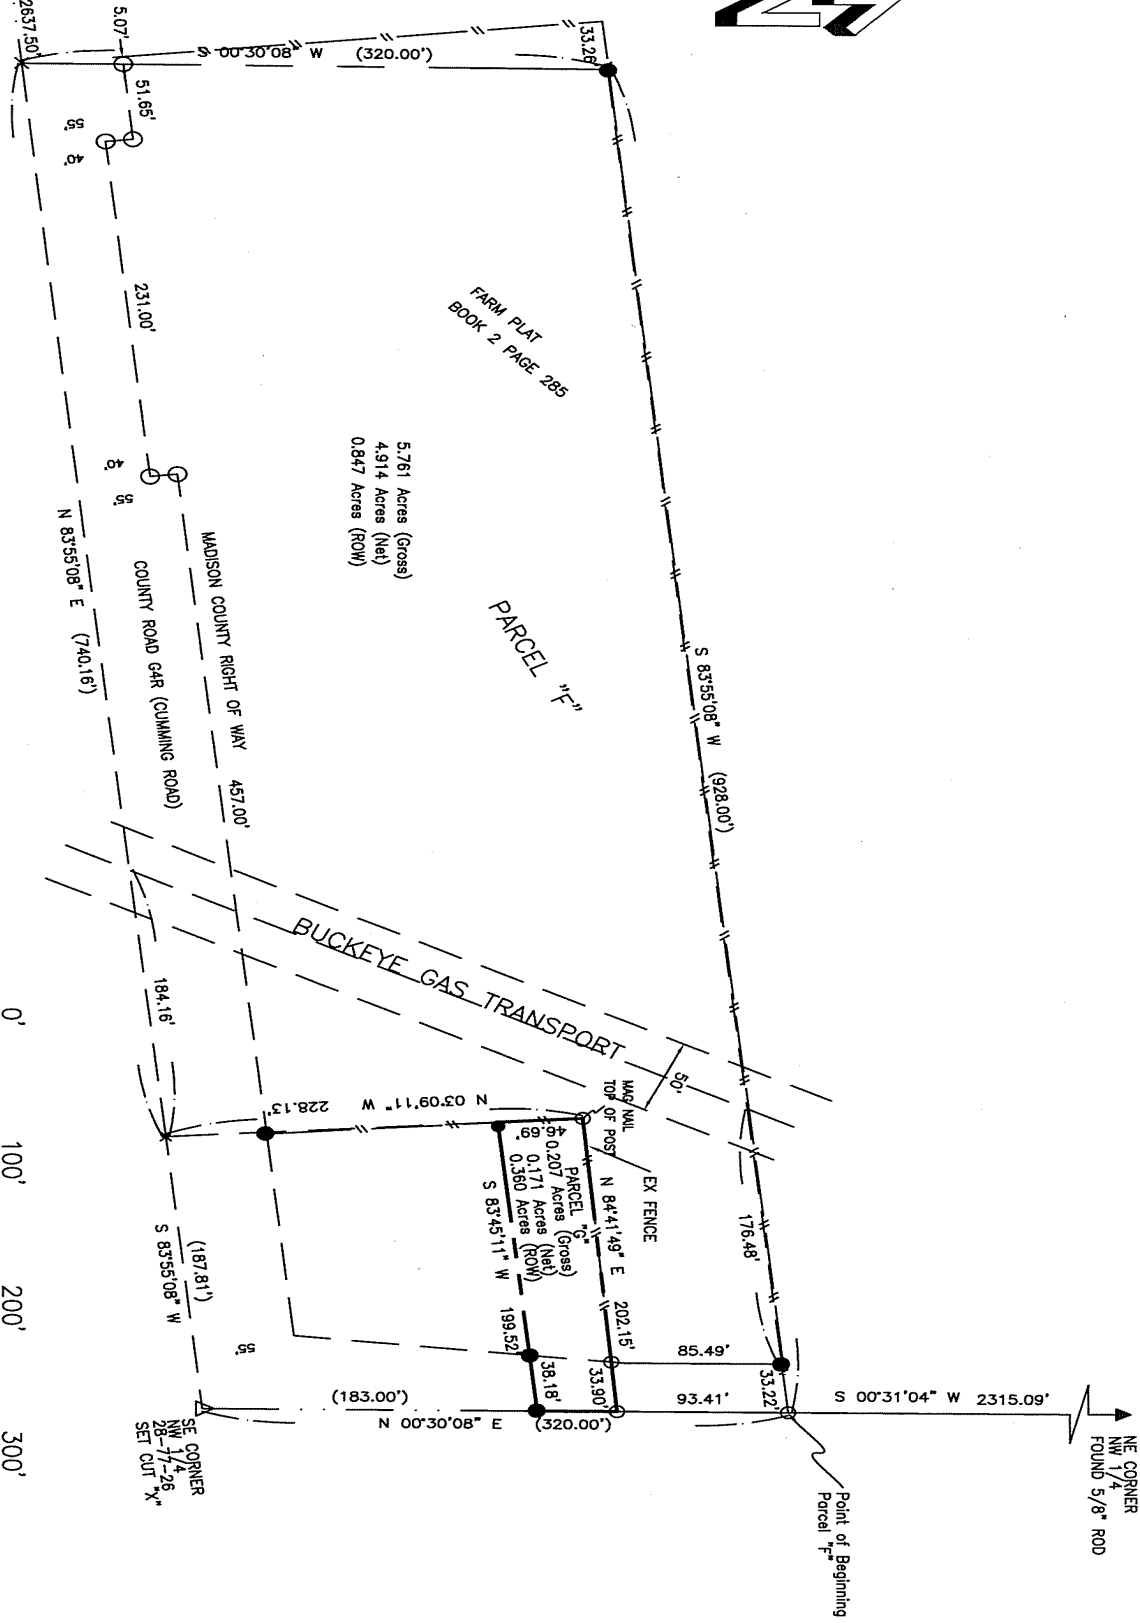 2637.50'
5.07'
51.65'
55'
40'
S 00°30'08" W (320.00')
33.26'
231.00'
40'
55'
FARM PLAT
BOOK 2 PAGE 285
5.761 Acres (Gross)
4.914 Acres (Net)
0.847 Acres (ROW)
PARCEL "F"
S 83°55'08" W (928.00')
MADISON COUNTY RIGHT OF WAY 457.00'
COUNTY ROAD G4R (CUMMING ROAD)
N 83°55'08" E (740.16')
BUCKEYE GAS TRANSPORT
50'
184.16'
MAG NAIL
TOP OF POST
EX FENCE
N 03°09'11" W 228.13'
46.69'
PARCEL "G"
0.207 Acres (Gross)
0.171 Acres (Net)
0.360 Acres (ROW)
N 84°41'49" E 202.15'
S 83°45'11" W 199.52'
176.48'
85.49'
33.22'
33.90'
38.18'
93.41'
S 00°31'04" W 2315.09'
(187.81')
S 83°55'08" W
55'
(183.00')
N 00°30'08" E (320.00')
SE CORNER
NW 1/4
28-77-26
SET CUT "X"
NE CORNER
NW 1/4
FOUND 5/8" ROD
Point of Beginning
Parcel "F"
0' 100' 200' 300'